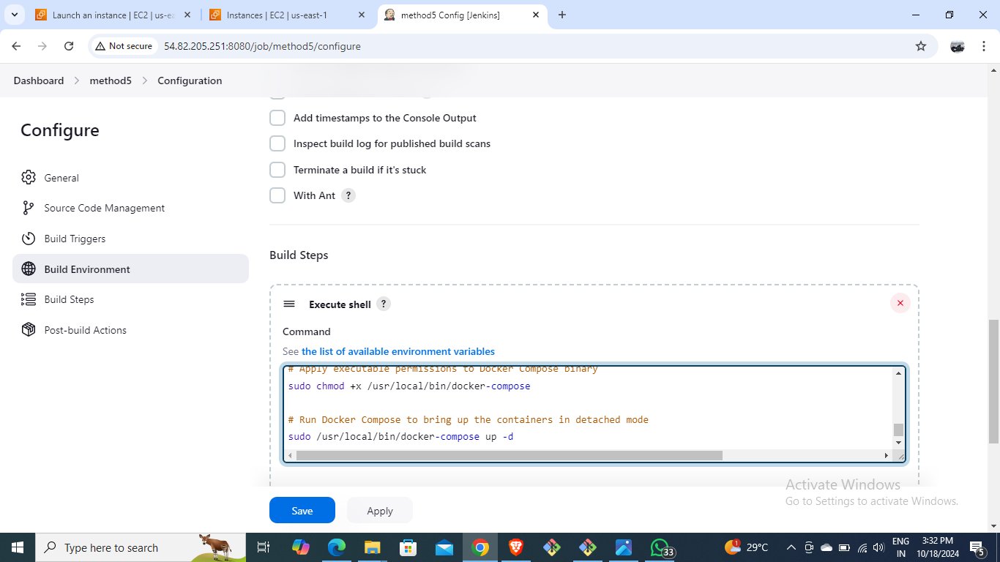 Launch an instance | EC2 | us-ea
Instances | EC2 | us-east-1
method5 Config [Jenkins]
Not secure
54.82.205.251:8080/job/method5/configure
Dashboard
method5
Configuration
Configure
General
Source Code Management
Build Triggers
Build Environment
Build Steps
Post-build Actions
Add timestamps to the Console Output
Inspect build log for published build scans
Terminate a build if it's stuck
With Ant ?
Build Steps
Execute shell ?
Command
See the list of available environment variables
# Apply executable permissions to Docker Compose binary
sudo chmod +x /usr/local/bin/docker-compose
# Run Docker Compose to bring up the containers in detached mode
sudo /usr/local/bin/docker-compose up -d
Save
Apply
Activate Windows
Go to Settings to activate Windows.
Type here to search
33
29°C
ENG
IN
3:32 PM
10/18/2024
5